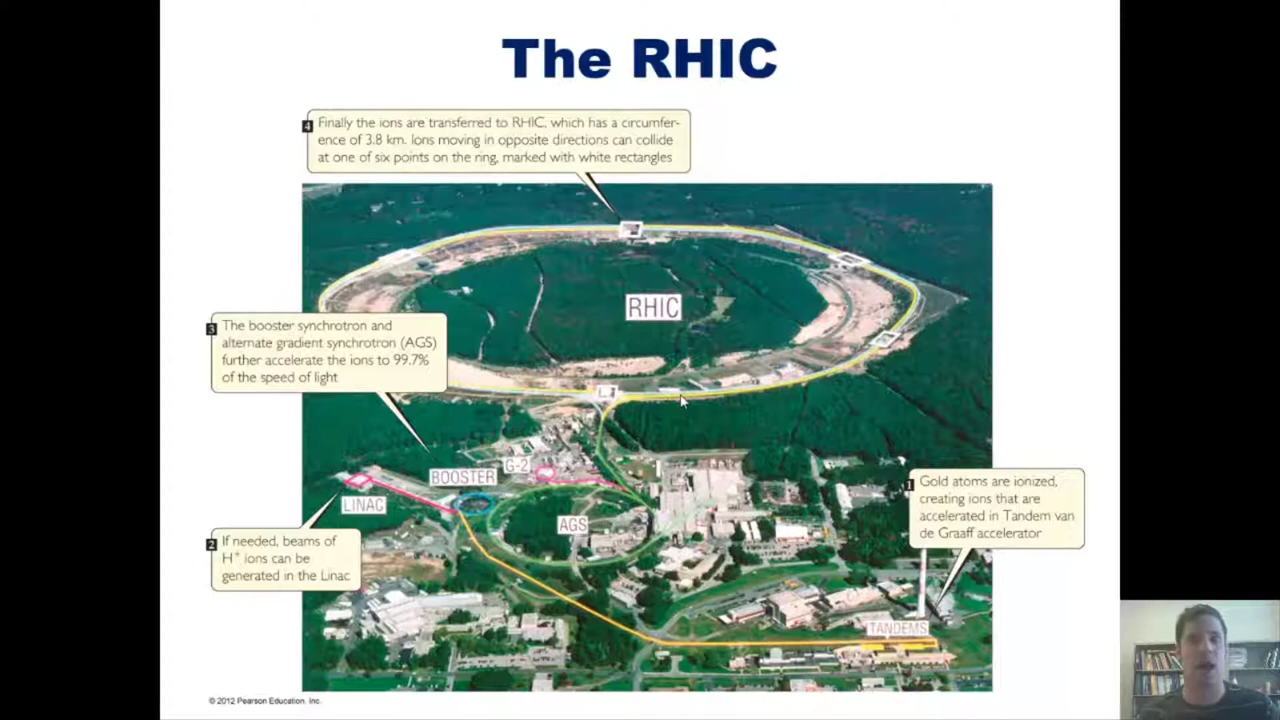 The RHIC
4 Finally the ions are transferred to RHIC, which has a circumfer-
ence of 3.8 km. Ions moving in opposite directions can collide
at one of six points on the ring, marked with white rectangles
RHIC
3 The booster synchrotron and
alternate gradient synchrotron (AGS)
further accelerate the ions to 99.7%
of the speed of light
BOOSTER
G-2
LINAC
AGS
1 Gold atoms are ionized,
creating ions that are
accelerated in Tandem van
de Graaff accelerator
2 If needed, beams of
H⁺ ions can be
generated in the Linac
TANDEMS
© 2012 Pearson Education, Inc.